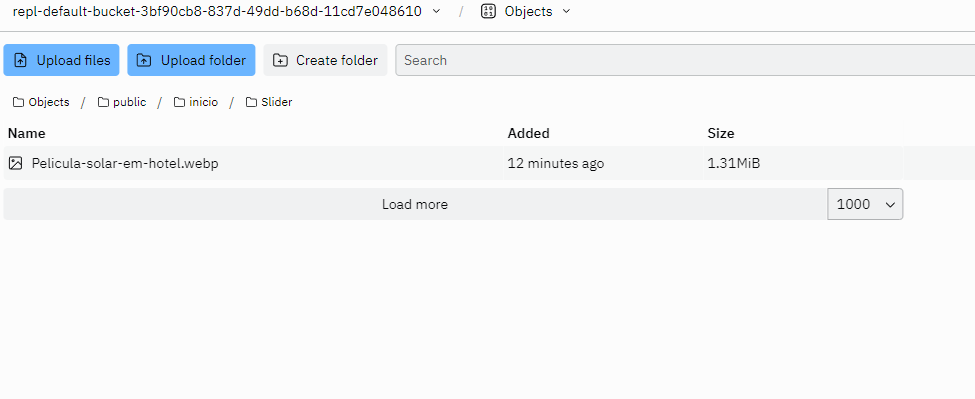 repl-default-bucket-3bf90cb8-837d-49dd-b68d-11cd7e048610 / Objects
Upload files Upload folder Create folder Search
Objects / public / inicio / Slider
Name Added Size
Pelicula-solar-em-hotel.webp 12 minutes ago 1.31MiB
Load more 1000